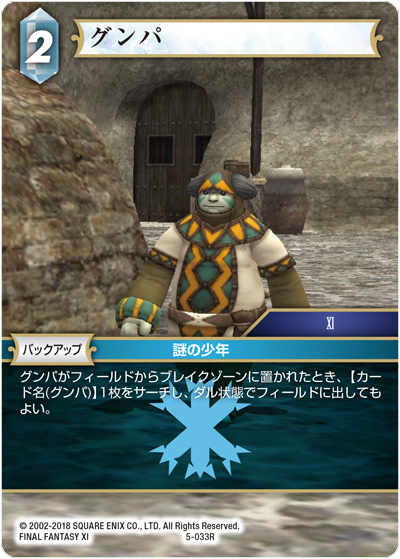 2
グンパ
XI
バックアップ
謎の少年
グンパがフィールドからブレイクゾーンに置かれたとき、【カー
ド名(グンパ)】1枚をサーチし、ダル状態でフィールドに出しても
よい。
© 2002-2018 SQUARE ENIX CO., LTD. All Rights Reserved.
FINAL FANTASY XI
5-033R